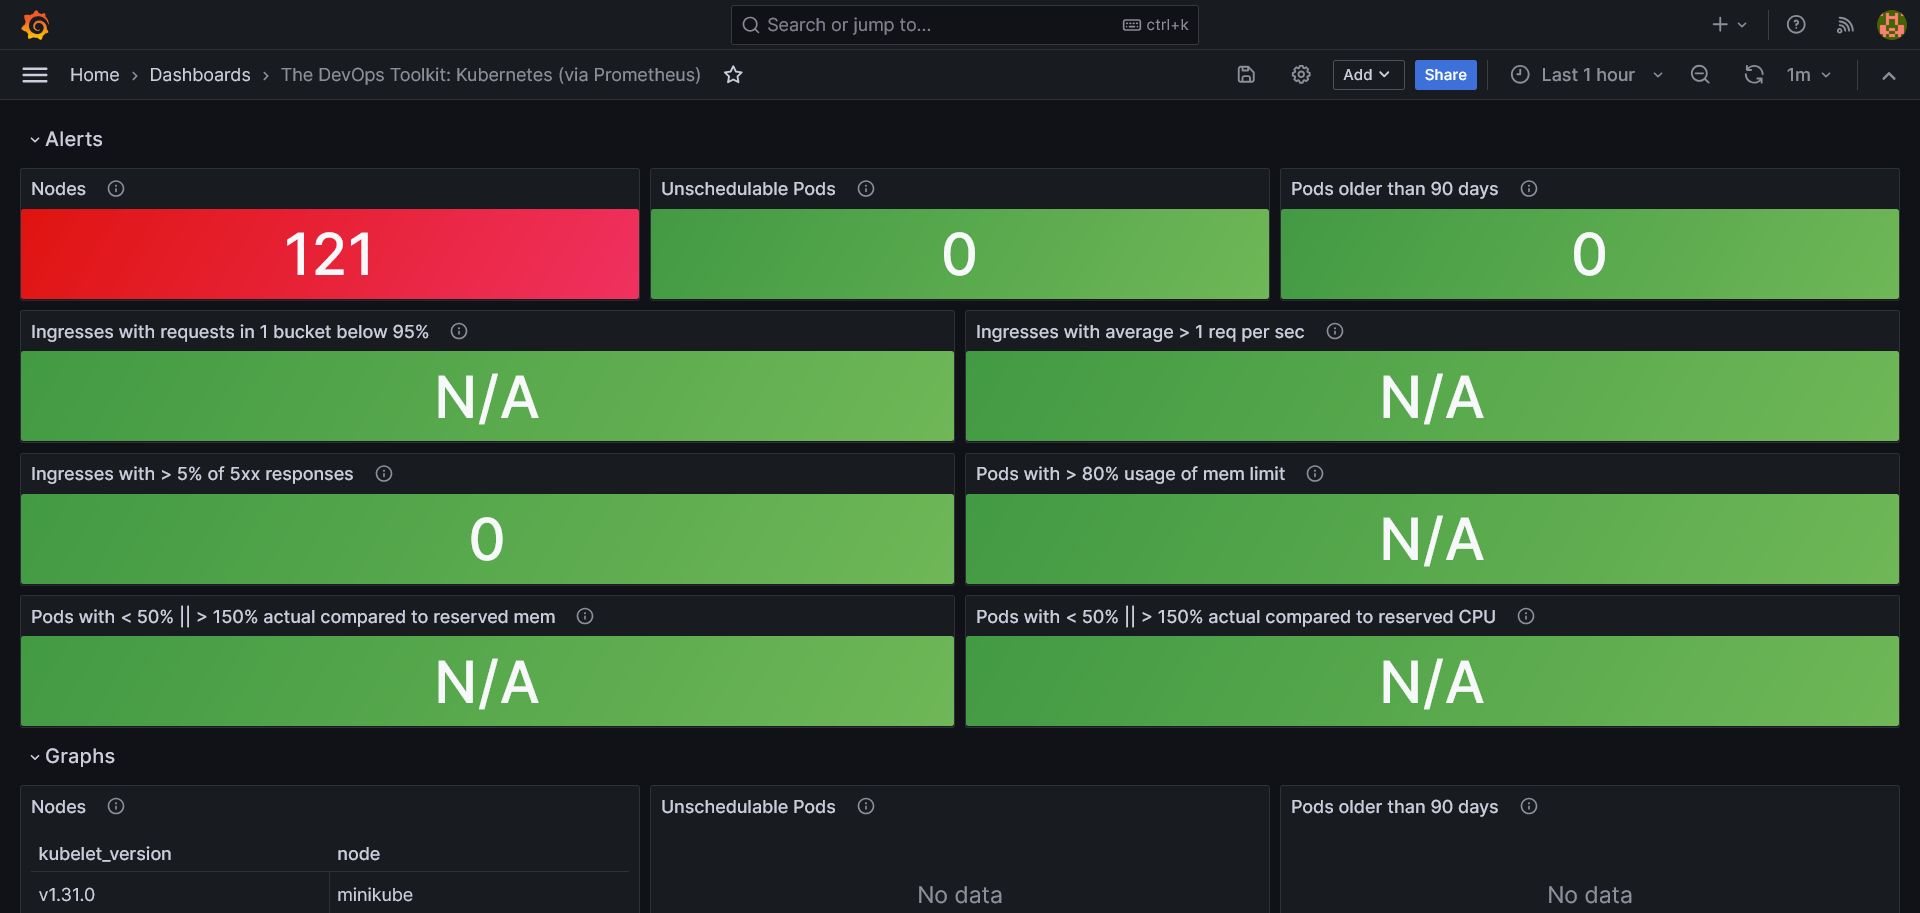 Search or jump to...
ctrl+k
Home
Dashboards
The DevOps Toolkit: Kubernetes (via Prometheus)
Add
Share
Last 1 hour
1m
Alerts
Nodes
Unschedulable Pods
Pods older than 90 days
121
0
0
Ingresses with requests in 1 bucket below 95%
Ingresses with average > 1 req per sec
N/A
N/A
Ingresses with > 5% of 5xx responses
Pods with > 80% usage of mem limit
0
N/A
Pods with < 50% || > 150% actual compared to reserved mem
Pods with < 50% || > 150% actual compared to reserved CPU
N/A
N/A
Graphs
Nodes
Unschedulable Pods
Pods older than 90 days
kubelet_version
node
v1.31.0
minikube
No data
No data